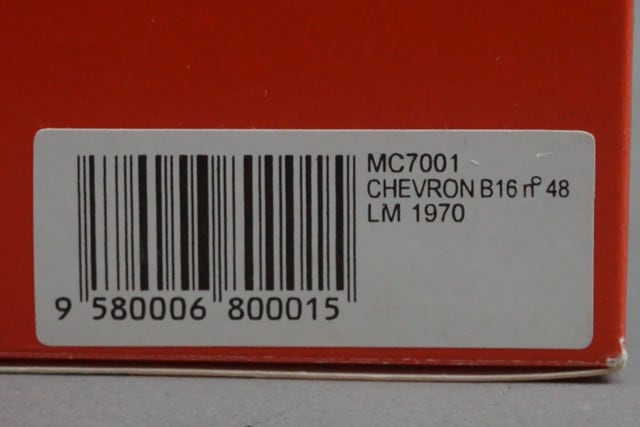 MC7001
CHEVRON B16 nº 48
LM 1970
9 580006 800015